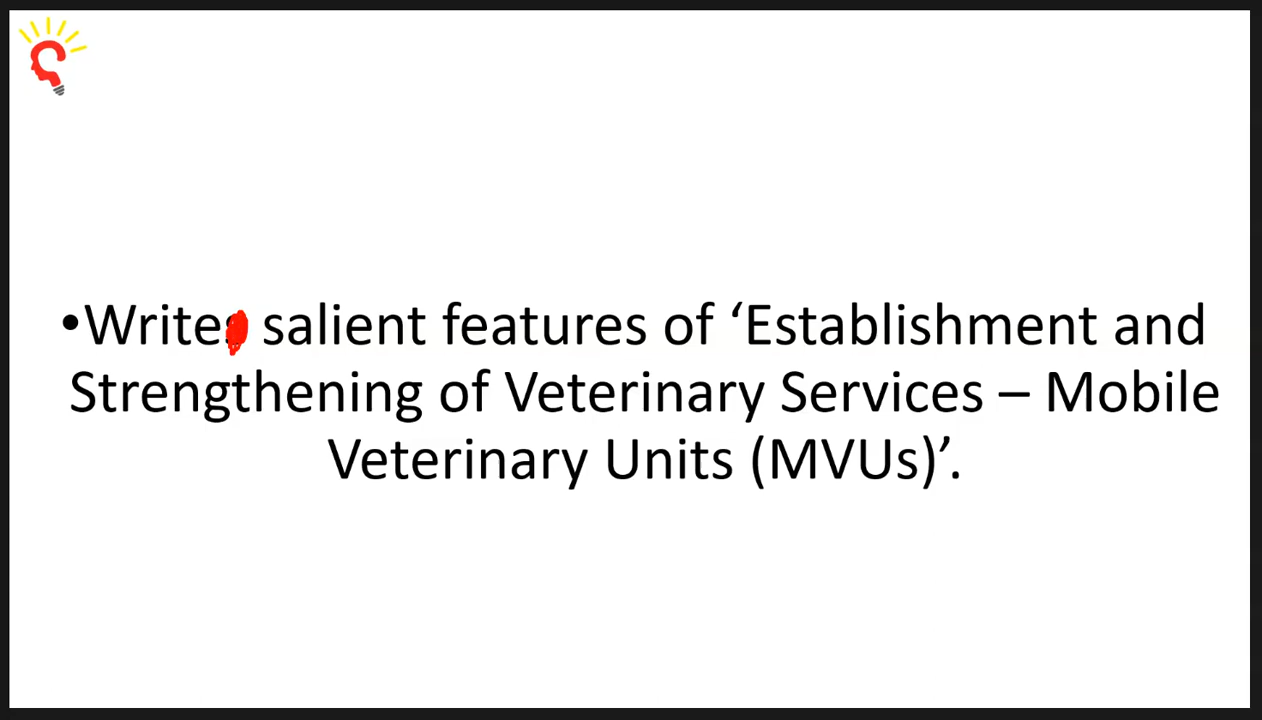 •Write salient features of ‘Establishment and
Strengthening of Veterinary Services – Mobile
Veterinary Units (MVUs)’.